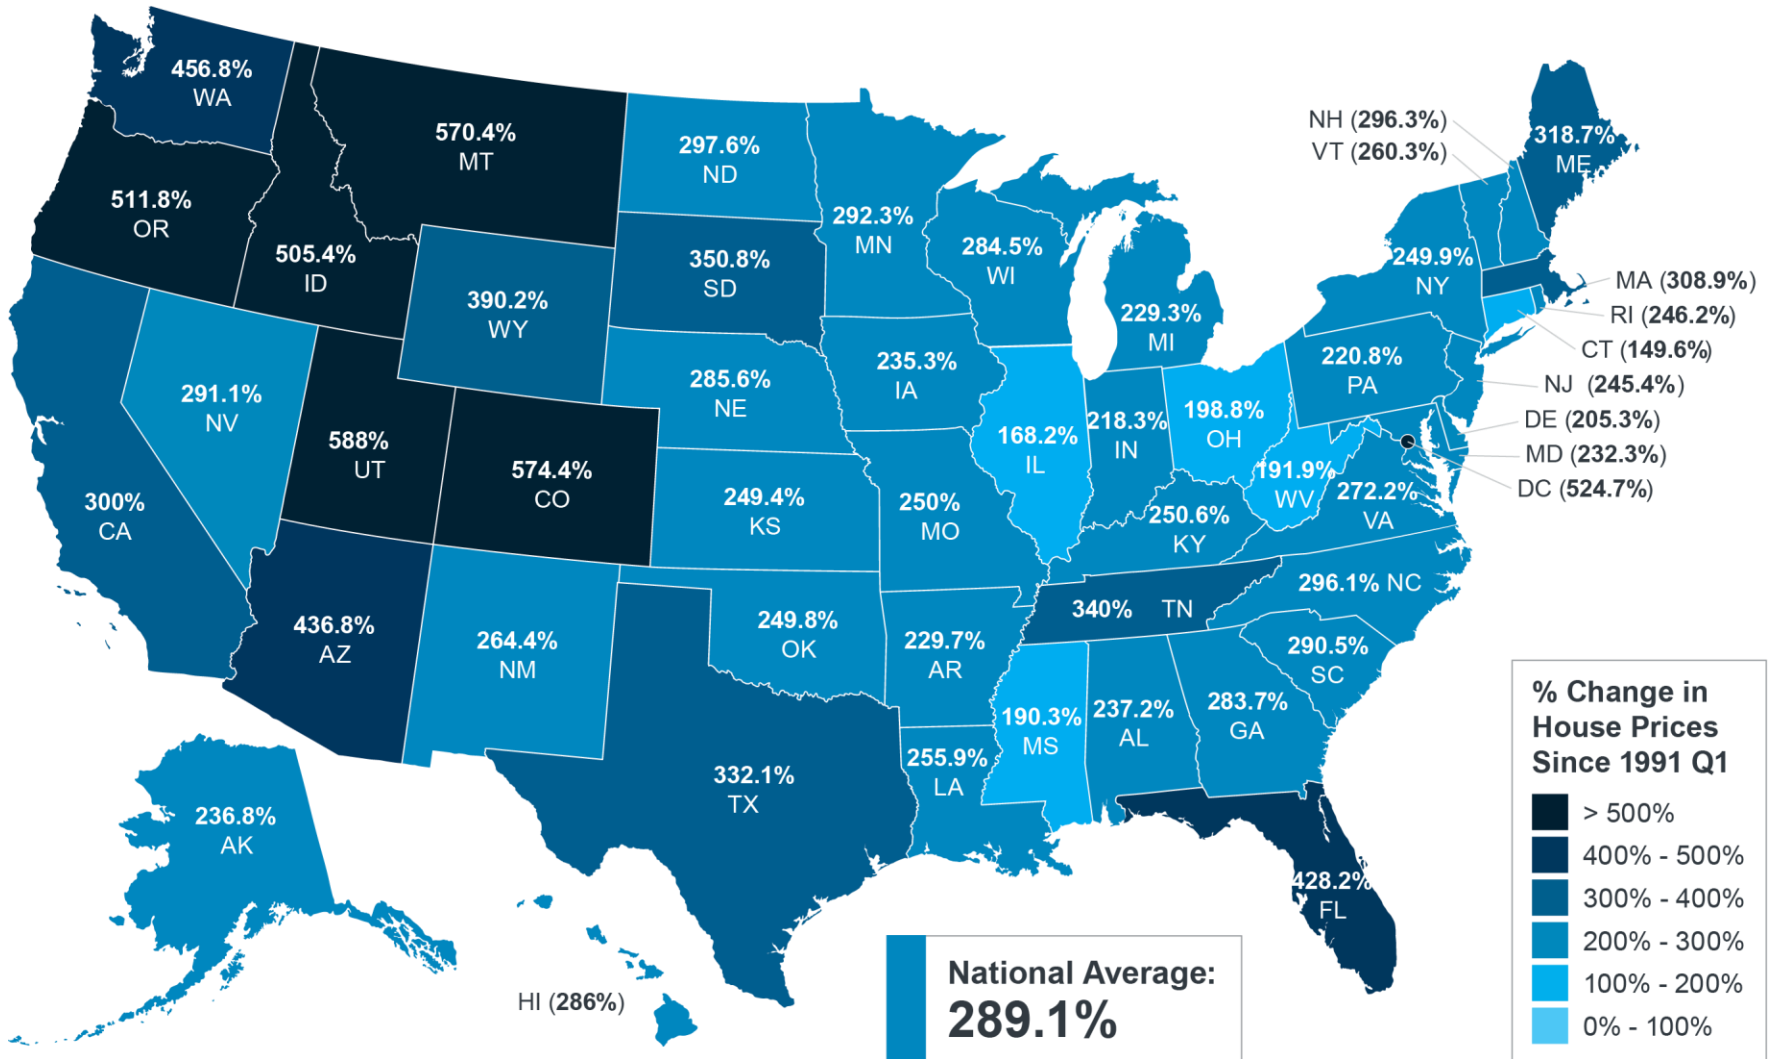 456.8%
WA
570.4%
MT
297.6%
ND
292.3%
MN
284.5%
WI
NH (296.3%)
VT (260.3%)
318.7%
ME
511.8%
OR
505.4%
ID
390.2%
WY
350.8%
SD
229.3%
MI
249.9%
NY
MA (308.9%)
RI (246.2%)
CT (149.6%)
NJ (245.4%)
DE (205.3%)
MD (232.3%)
DC (524.7%)
291.1%
NV
588%
UT
574.4%
CO
285.6%
NE
235.3%
IA
168.2%
IL
218.3%
IN
198.8%
OH
220.8%
PA
191.9%
WV
272.2%
VA
300%
CA
249.4%
KS
250%
MO
250.6%
KY
296.1% NC
340% TN
436.8%
AZ
264.4%
NM
249.8%
OK
229.7%
AR
290.5%
SC
190.3%
MS
237.2%
AL
283.7%
GA
332.1%
TX
255.9%
LA
428.2%
FL
236.8%
AK
HI (286%)
National Average:
289.1%
% Change in
House Prices
Since 1991 Q1
> 500%
400% - 500%
300% - 400%
200% - 300%
100% - 200%
0% - 100%